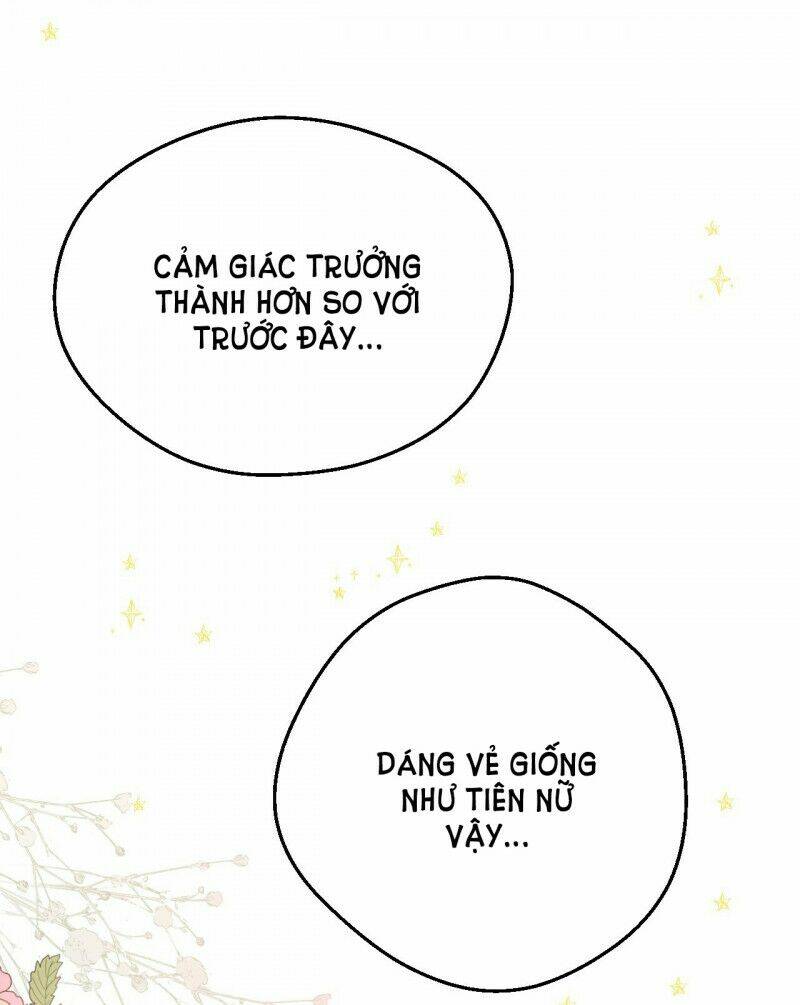 CẢM GIÁC TRƯỞNG
THÀNH HƠN SO VỚI
TRƯỚC ĐÂY...
DÁNG VẺ GIỐNG
NHƯ TIÊN NỮ
VẬY...